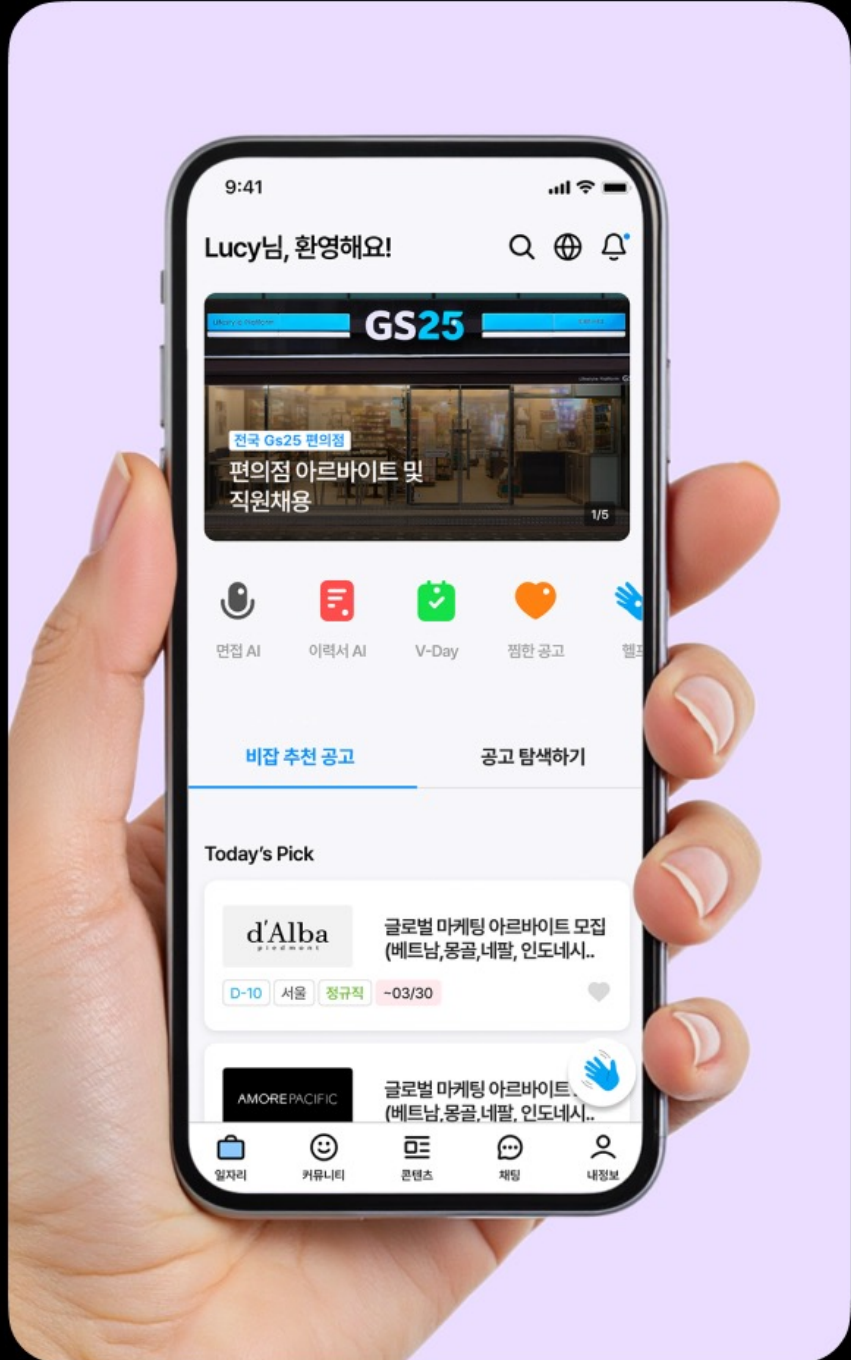 9:41
Lucy님, 환영해요!
GS25
전국 Gs25 편의점
편의점 아르바이트 및
직원채용
1/5
면접 AI
이력서 AI
V-Day
찜한 공고
헬프
비잡 추천 공고
공고 탐색하기
Today's Pick
d'Alba
piedmont
글로벌 마케팅 아르바이트 모집
(베트남,몽골,네팔, 인도네시..
D-10
서울
정규직
~03/30
AMOREPACIFIC
글로벌 마케팅 아르바이트
(베트남,몽골,네팔, 인도네시..
일자리
커뮤니티
콘텐츠
채팅
내정보